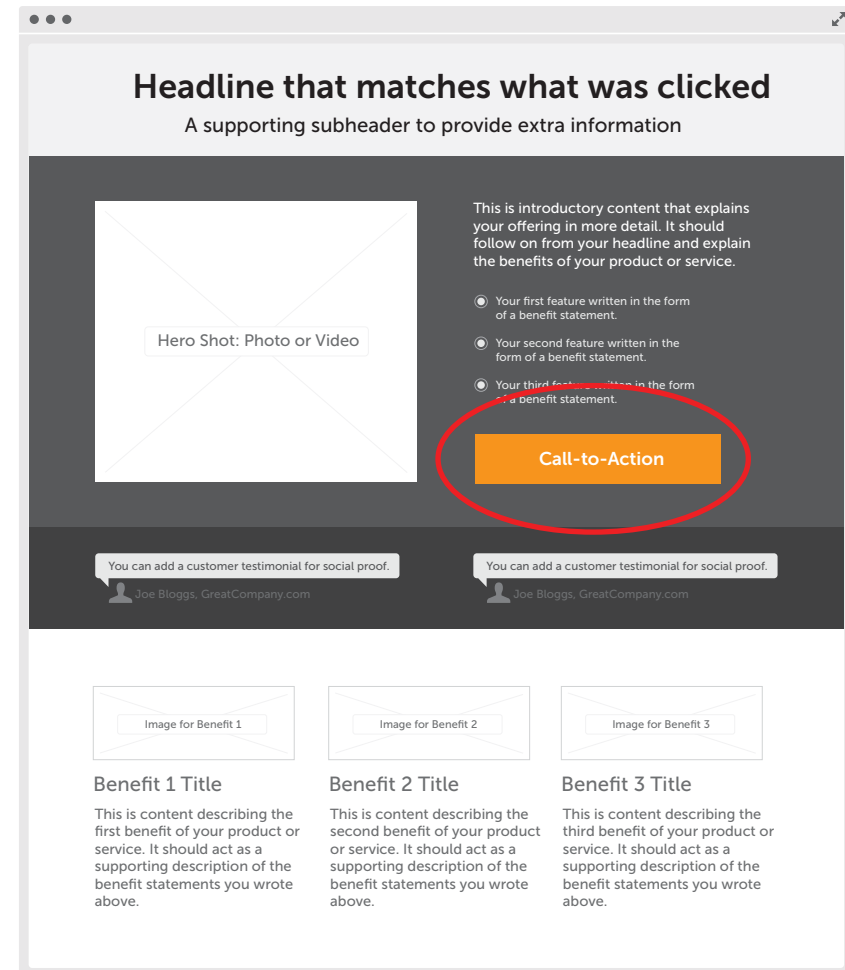 Headline that matches what was clicked
A supporting subheader to provide extra information
Hero Shot: Photo or Video
This is introductory content that explains
your offering in more detail. It should
follow on from your headline and explain
the benefits of your product or service.
Your first feature written in the form
of a benefit statement.
Your second feature written in the
form of a benefit statement.
Your third feature written in the form
of a benefit statement.
Call-to-Action
You can add a customer testimonial for social proof.
Joe Bloggs, GreatCompany.com
You can add a customer testimonial for social proof.
Joe Bloggs, GreatCompany.com
Image for Benefit 1
Image for Benefit 2
Image for Benefit 3
Benefit 1 Title
This is content describing the
first benefit of your product or
service. It should act as a
supporting description of the
benefit statements you wrote
above.
Benefit 2 Title
This is content describing the
second benefit of your product
or service. It should act as a
supporting description of the
benefit statements you wrote
above.
Benefit 3 Title
This is content describing the
third benefit of your product or
service. It should act as a
supporting description of the
benefit statements you wrote
above.